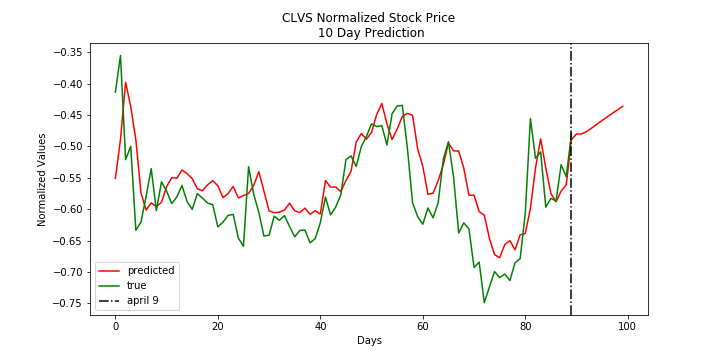 CLVS Normalized Stock Price
10 Day Prediction
Normalized Values
−0.35
−0.40
−0.45
−0.50
−0.55
−0.60
−0.65
−0.70
−0.75
predicted
true
april 9
0
20
40
60
80
100
Days